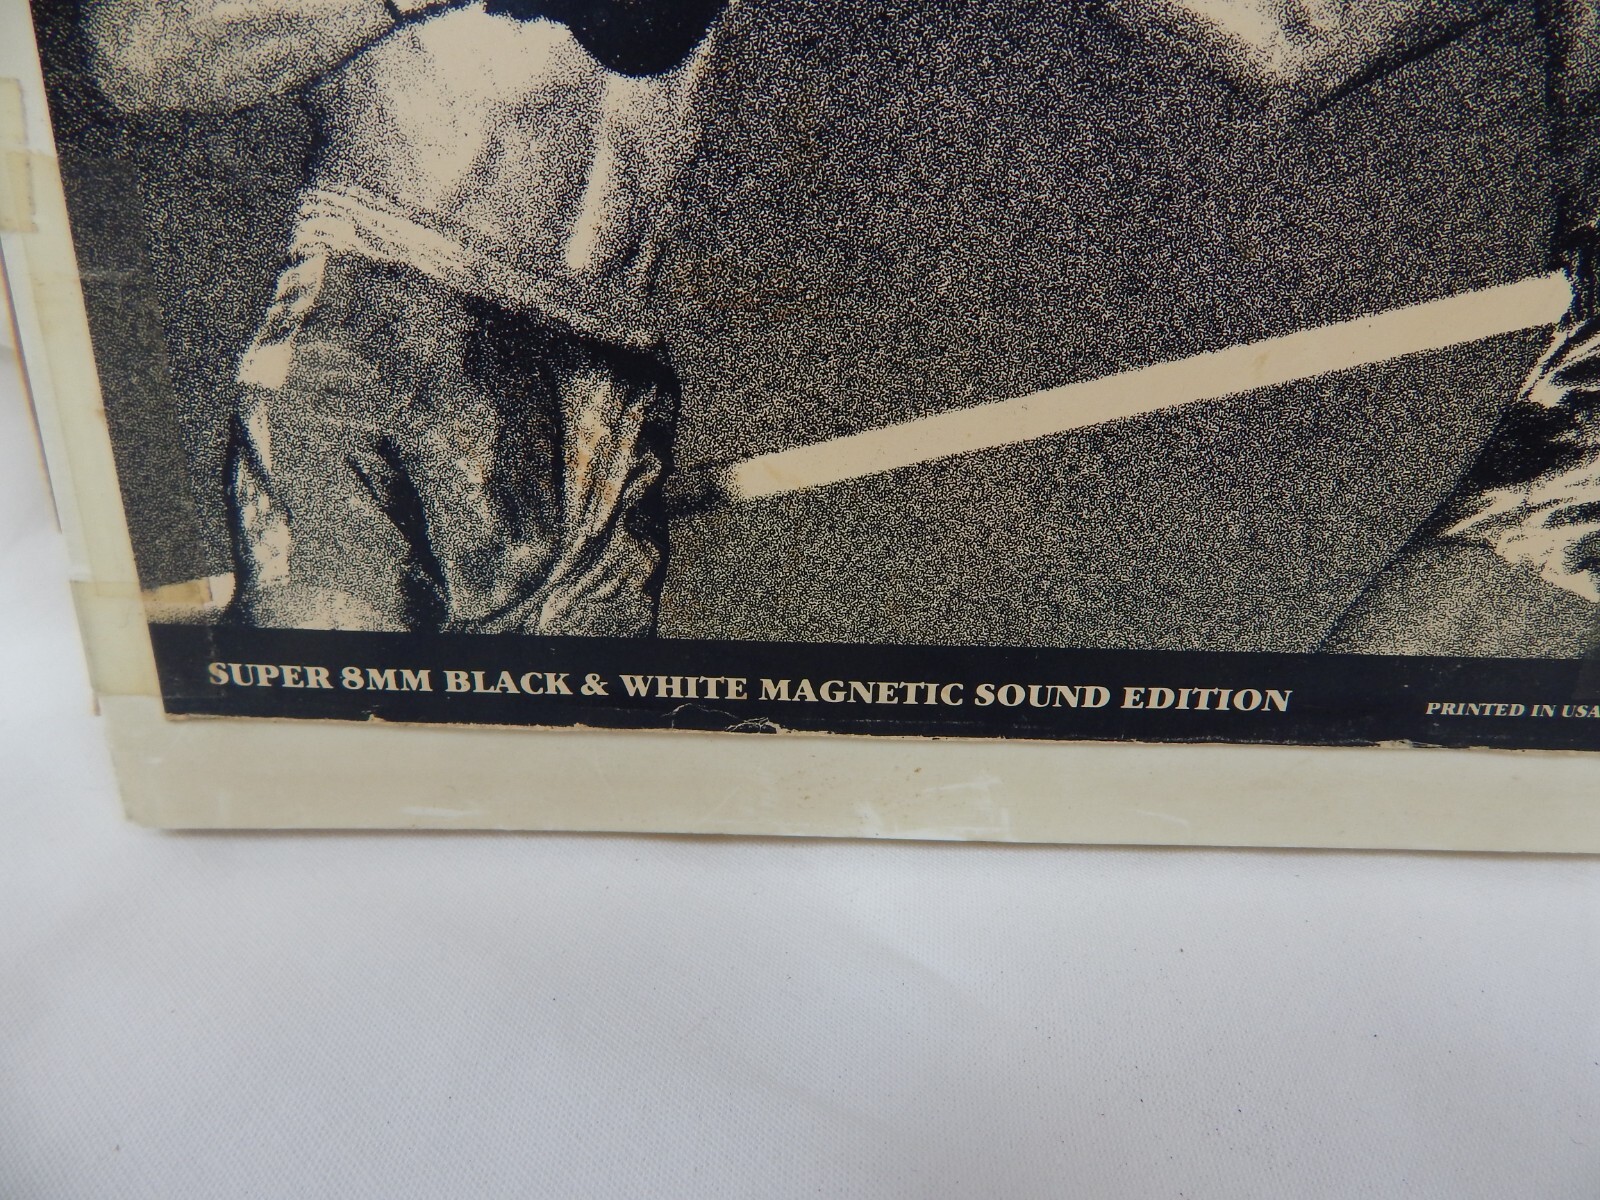 SUPER 8MM BLACK & WHITE MAGNETIC SOUND EDITION
PRINTED IN USA